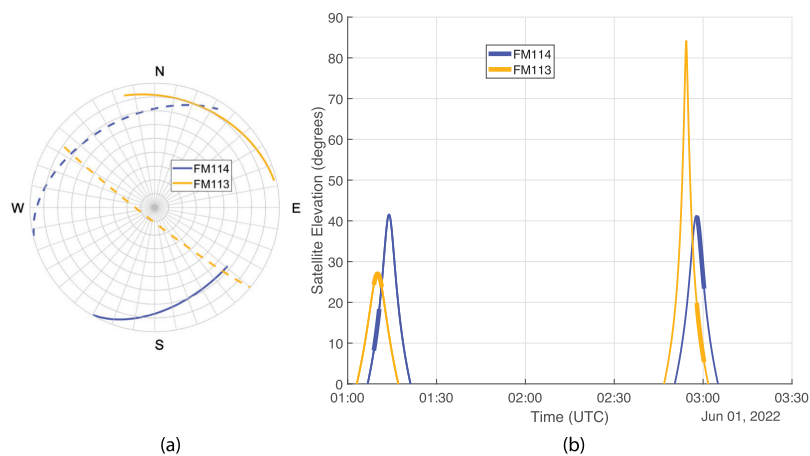 N
W
E
S
FM114
FM113
(a)
90
80
70
60
50
40
30
20
10
0
Satellite Elevation (degrees)
FM114
FM113
01:00
01:30
02:00
02:30
03:00
03:30
Time (UTC)
Jun 01, 2022
(b)